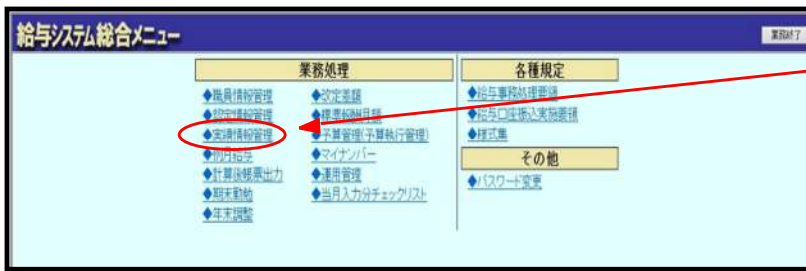 給与システム総合メニュー
業務終了
業務処理
◆職員情報管理
◆認定情報管理
◆実績情報管理
◆例月給与
◆計算後帳票出力
◆期末勤勉
◆年末調整
◆改定差額
◆標準報酬月額
◆予算管理(予算執行管理)
◆マイナンバー
◆運用管理
◆当月入力分チェックリスト
各種規定
◆給与事務処理要領
◆給与口座振込実施要領
◆様式集
その他
◆パスワード変更